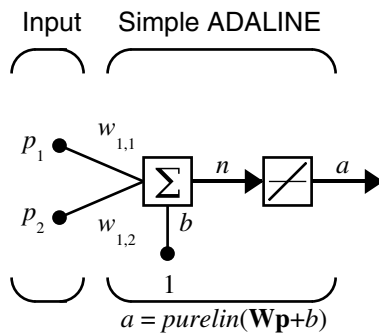 Input Simple ADALINE
p1 w1,1
Σ n a
p2 w1,2 b
1
a = purelin(Wp+b)